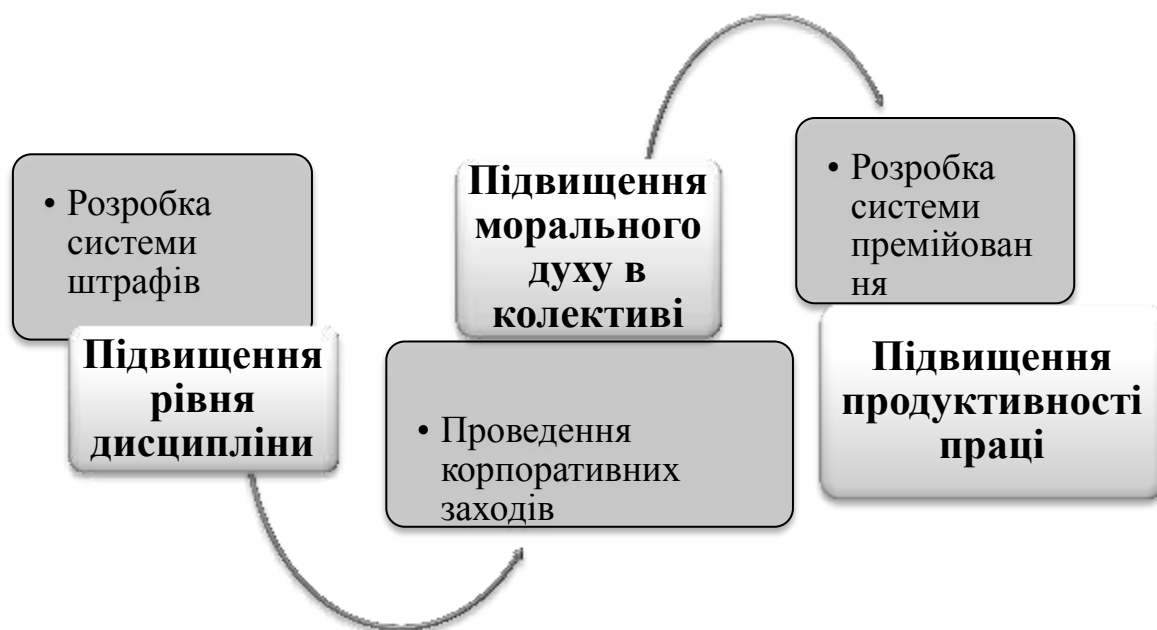 • Розробка
системи
штрафів
Підвищення
рівня
дисципліни
Підвищення
морального
духу в
колективі
• Проведення
корпоративних
заходів
• Розробка
системи
премійован
ня
Підвищення
продуктивності
праці